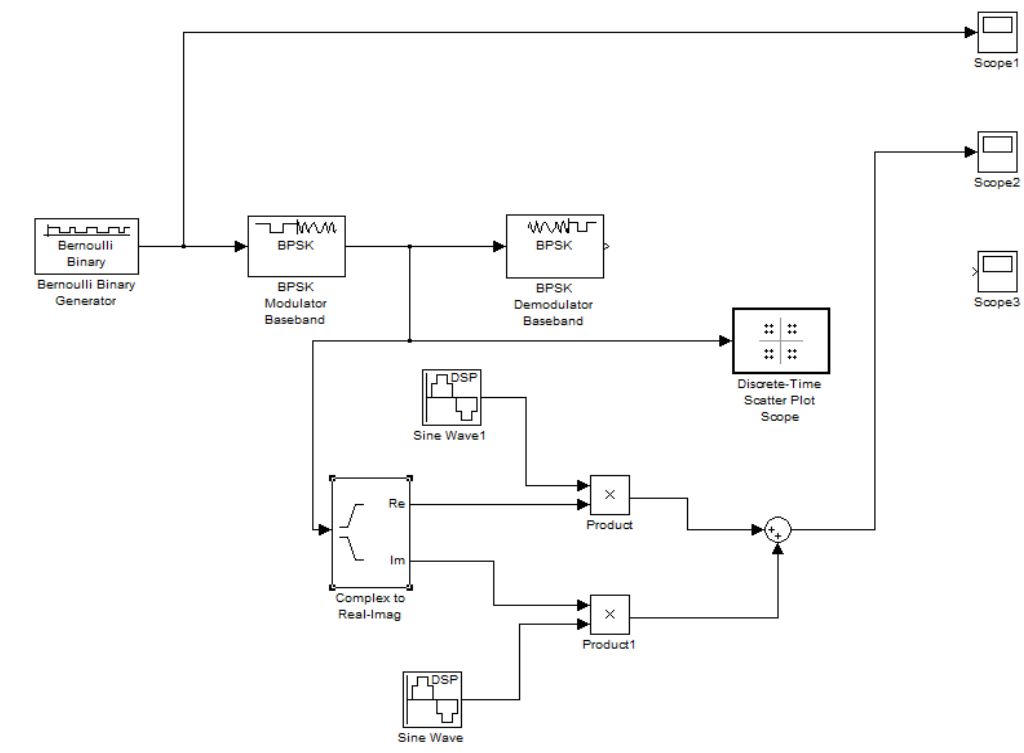 Scope1
Scope2
Bernoulli
Binary
Bernoulli Binary
Generator
BPSK
BPSK
Modulator
Baseband
BPSK
BPSK
Demodulator
Baseband
Scope3
Discrete-Time
Scatter Plot
Scope
DSP
Sine Wave1
Re
Im
Complex to
Real-Imag
×
Product
+
+
×
Product1
DSP
Sine Wave